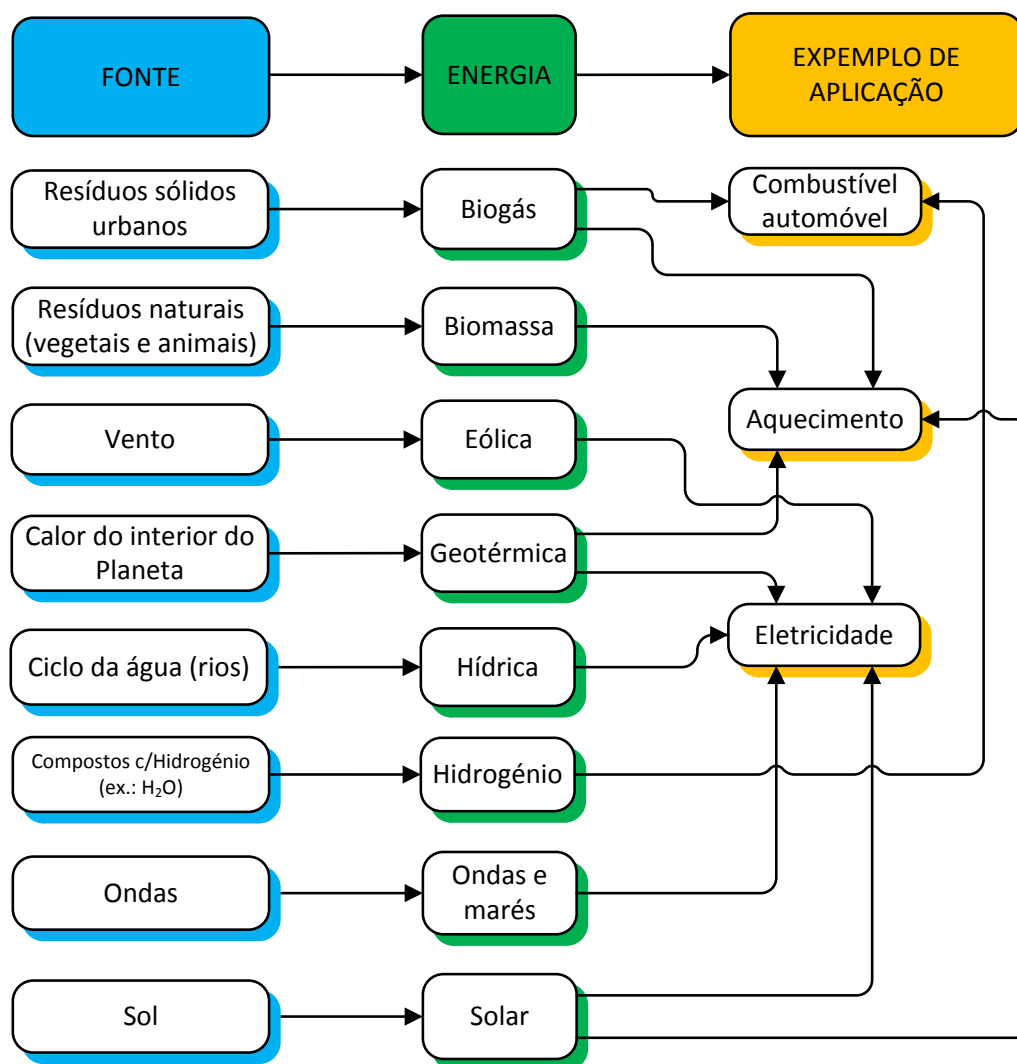 FONTE
ENERGIA
EXPEMPLO DE
APLICAÇÃO
Resíduos sólidos
urbanos
Biogás
Combustível
automóvel
Resíduos naturais
(vegetais e animais)
Biomassa
Vento
Eólica
Aquecimento
Calor do interior do
Planeta
Geotérmica
Eletricidade
Ciclo da água (rios)
Hídrica
Compostos c/Hidrogénio
(ex.: H₂O)
Hidrogénio
Ondas
Ondas e
marés
Sol
Solar